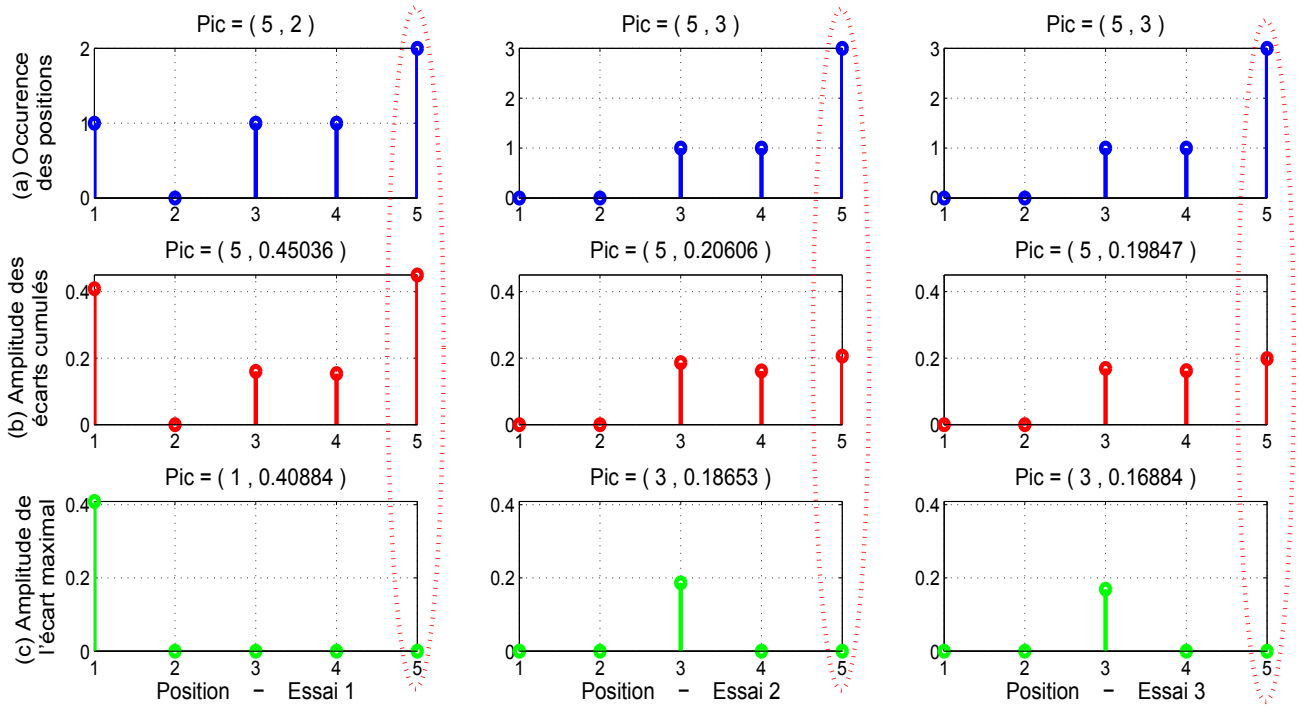 Pic = ( 5 , 2 )
Pic = ( 5 , 3 )
Pic = ( 5 , 3 )
(a) Occurence
des positions
2
1
0
1 2 3 4 5
3
2
1
0
1 2 3 4 5
3
2
1
0
1 2 3 4 5
Pic = ( 5 , 0.45036 )
Pic = ( 5 , 0.20606 )
Pic = ( 5 , 0.19847 )
(b) Amplitude des
écarts cumulés
0.4
0.2
0
1 2 3 4 5
0.4
0.2
0
1 2 3 4 5
0.4
0.2
0
1 2 3 4 5
Pic = ( 1 , 0.40884 )
Pic = ( 3 , 0.18653 )
Pic = ( 3 , 0.16884 )
(c) Amplitude de
l'écart maximal
0.4
0.2
0
1 2 3 4 5
0.4
0.2
0
1 2 3 4 5
0.4
0.2
0
1 2 3 4 5
Position – Essai 1
Position – Essai 2
Position – Essai 3